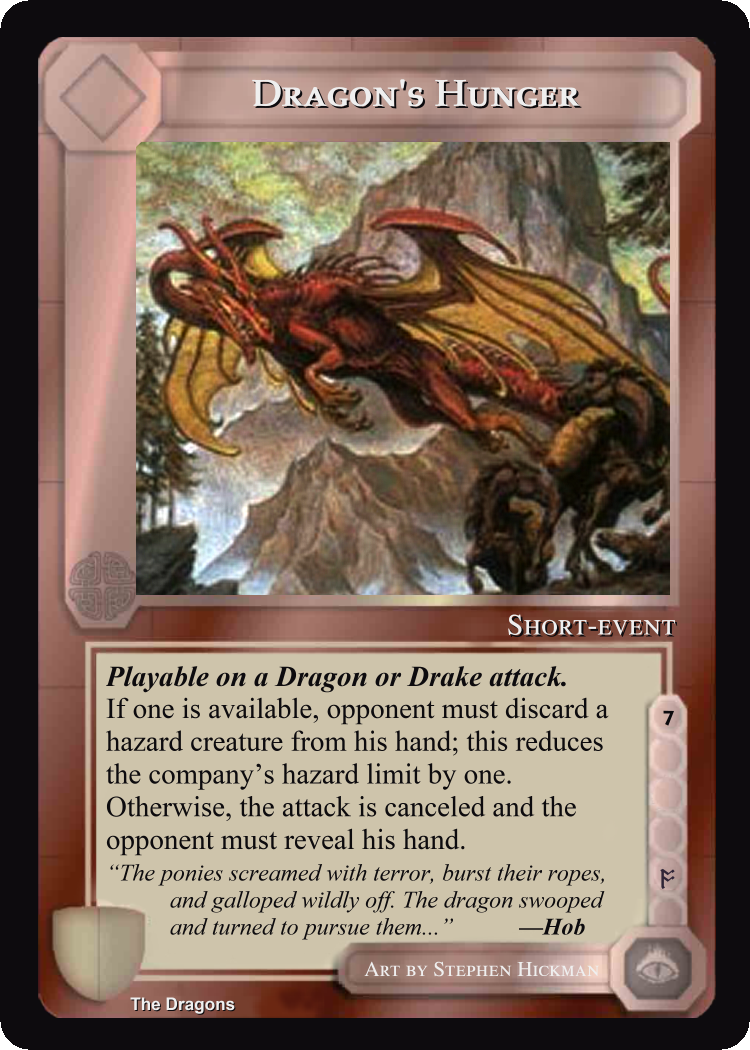 Dragon's Hunger
Short-event
Playable on a Dragon or Drake attack.
If one is available, opponent must discard a
hazard creature from his hand; this reduces
the company's hazard limit by one.
Otherwise, the attack is canceled and the
opponent must reveal his hand.
“The ponies screamed with terror, burst their ropes,
and galloped wildly off. The dragon swooped
and turned to pursue them...” —Hob
7
Art by Stephen Hickman
The Dragons